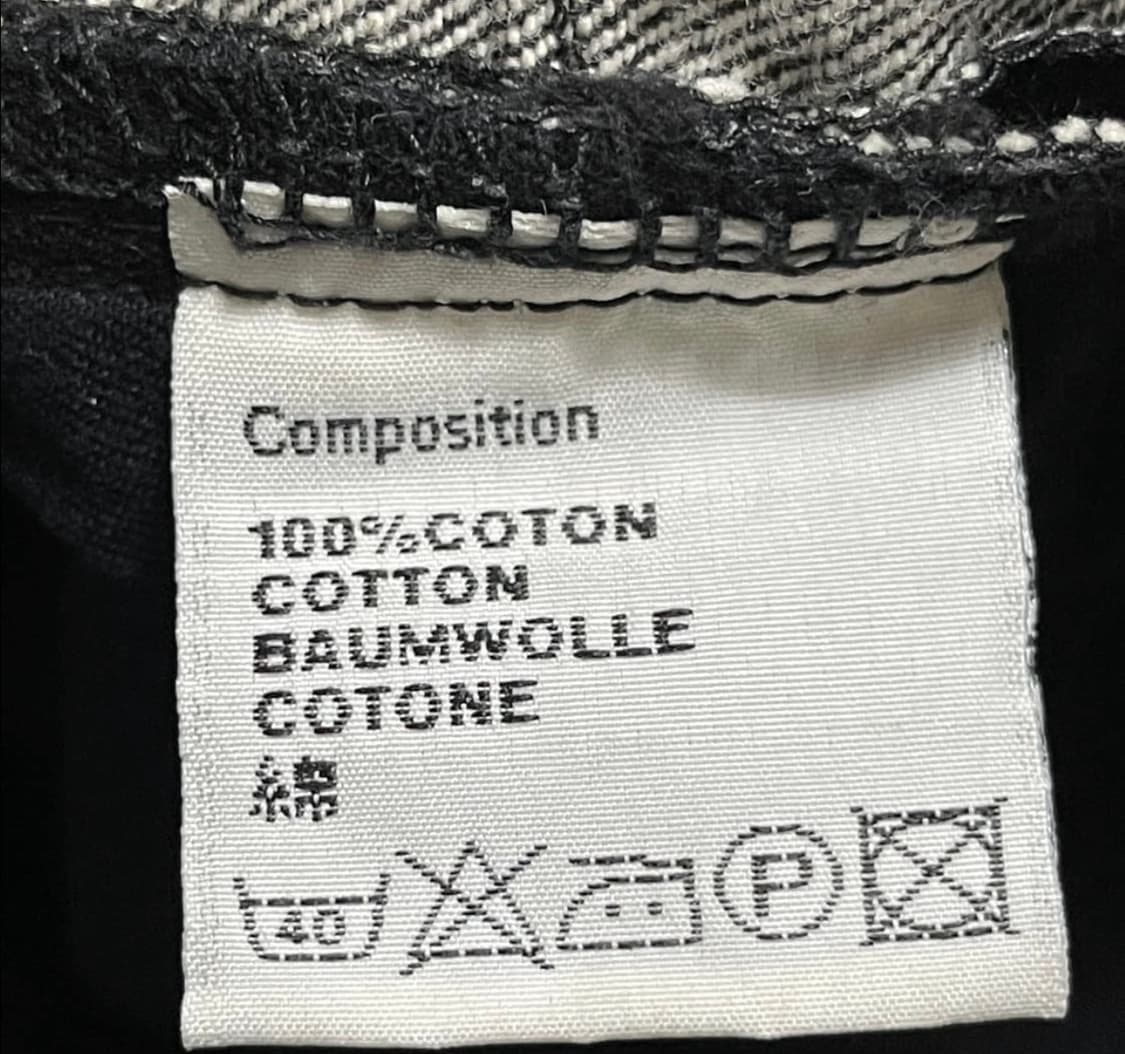 Composition
100%COTON
COTTON
BAUMWOLLE
COTONE
綿
40 P